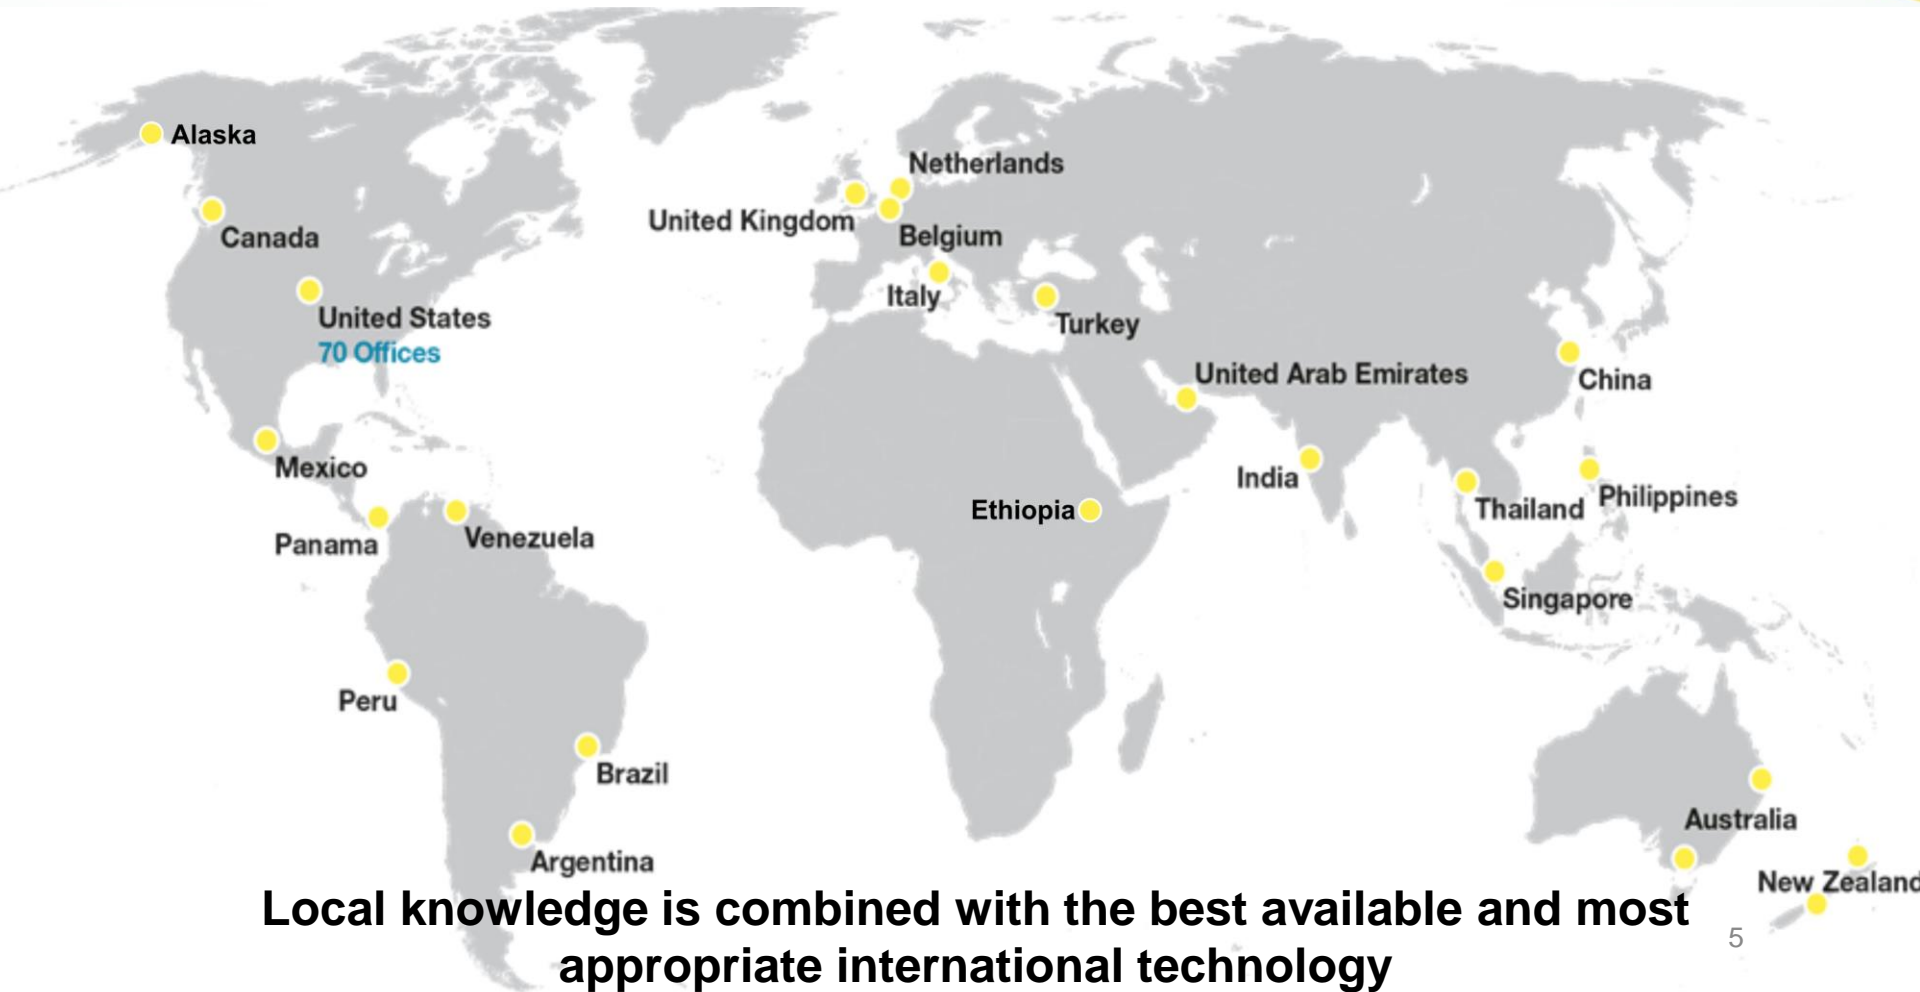 Alaska
Netherlands
United Kingdom
Canada
Belgium
Italy
United States
70 Offices
Turkey
United Arab Emirates
China
Mexico
India
Philippines
Thailand
Ethiopia
Venezuela
Panama
Singapore
Peru
Brazil
Australia
Argentina
New Zealand
Local knowledge is combined with the best available and most
appropriate international technology
5